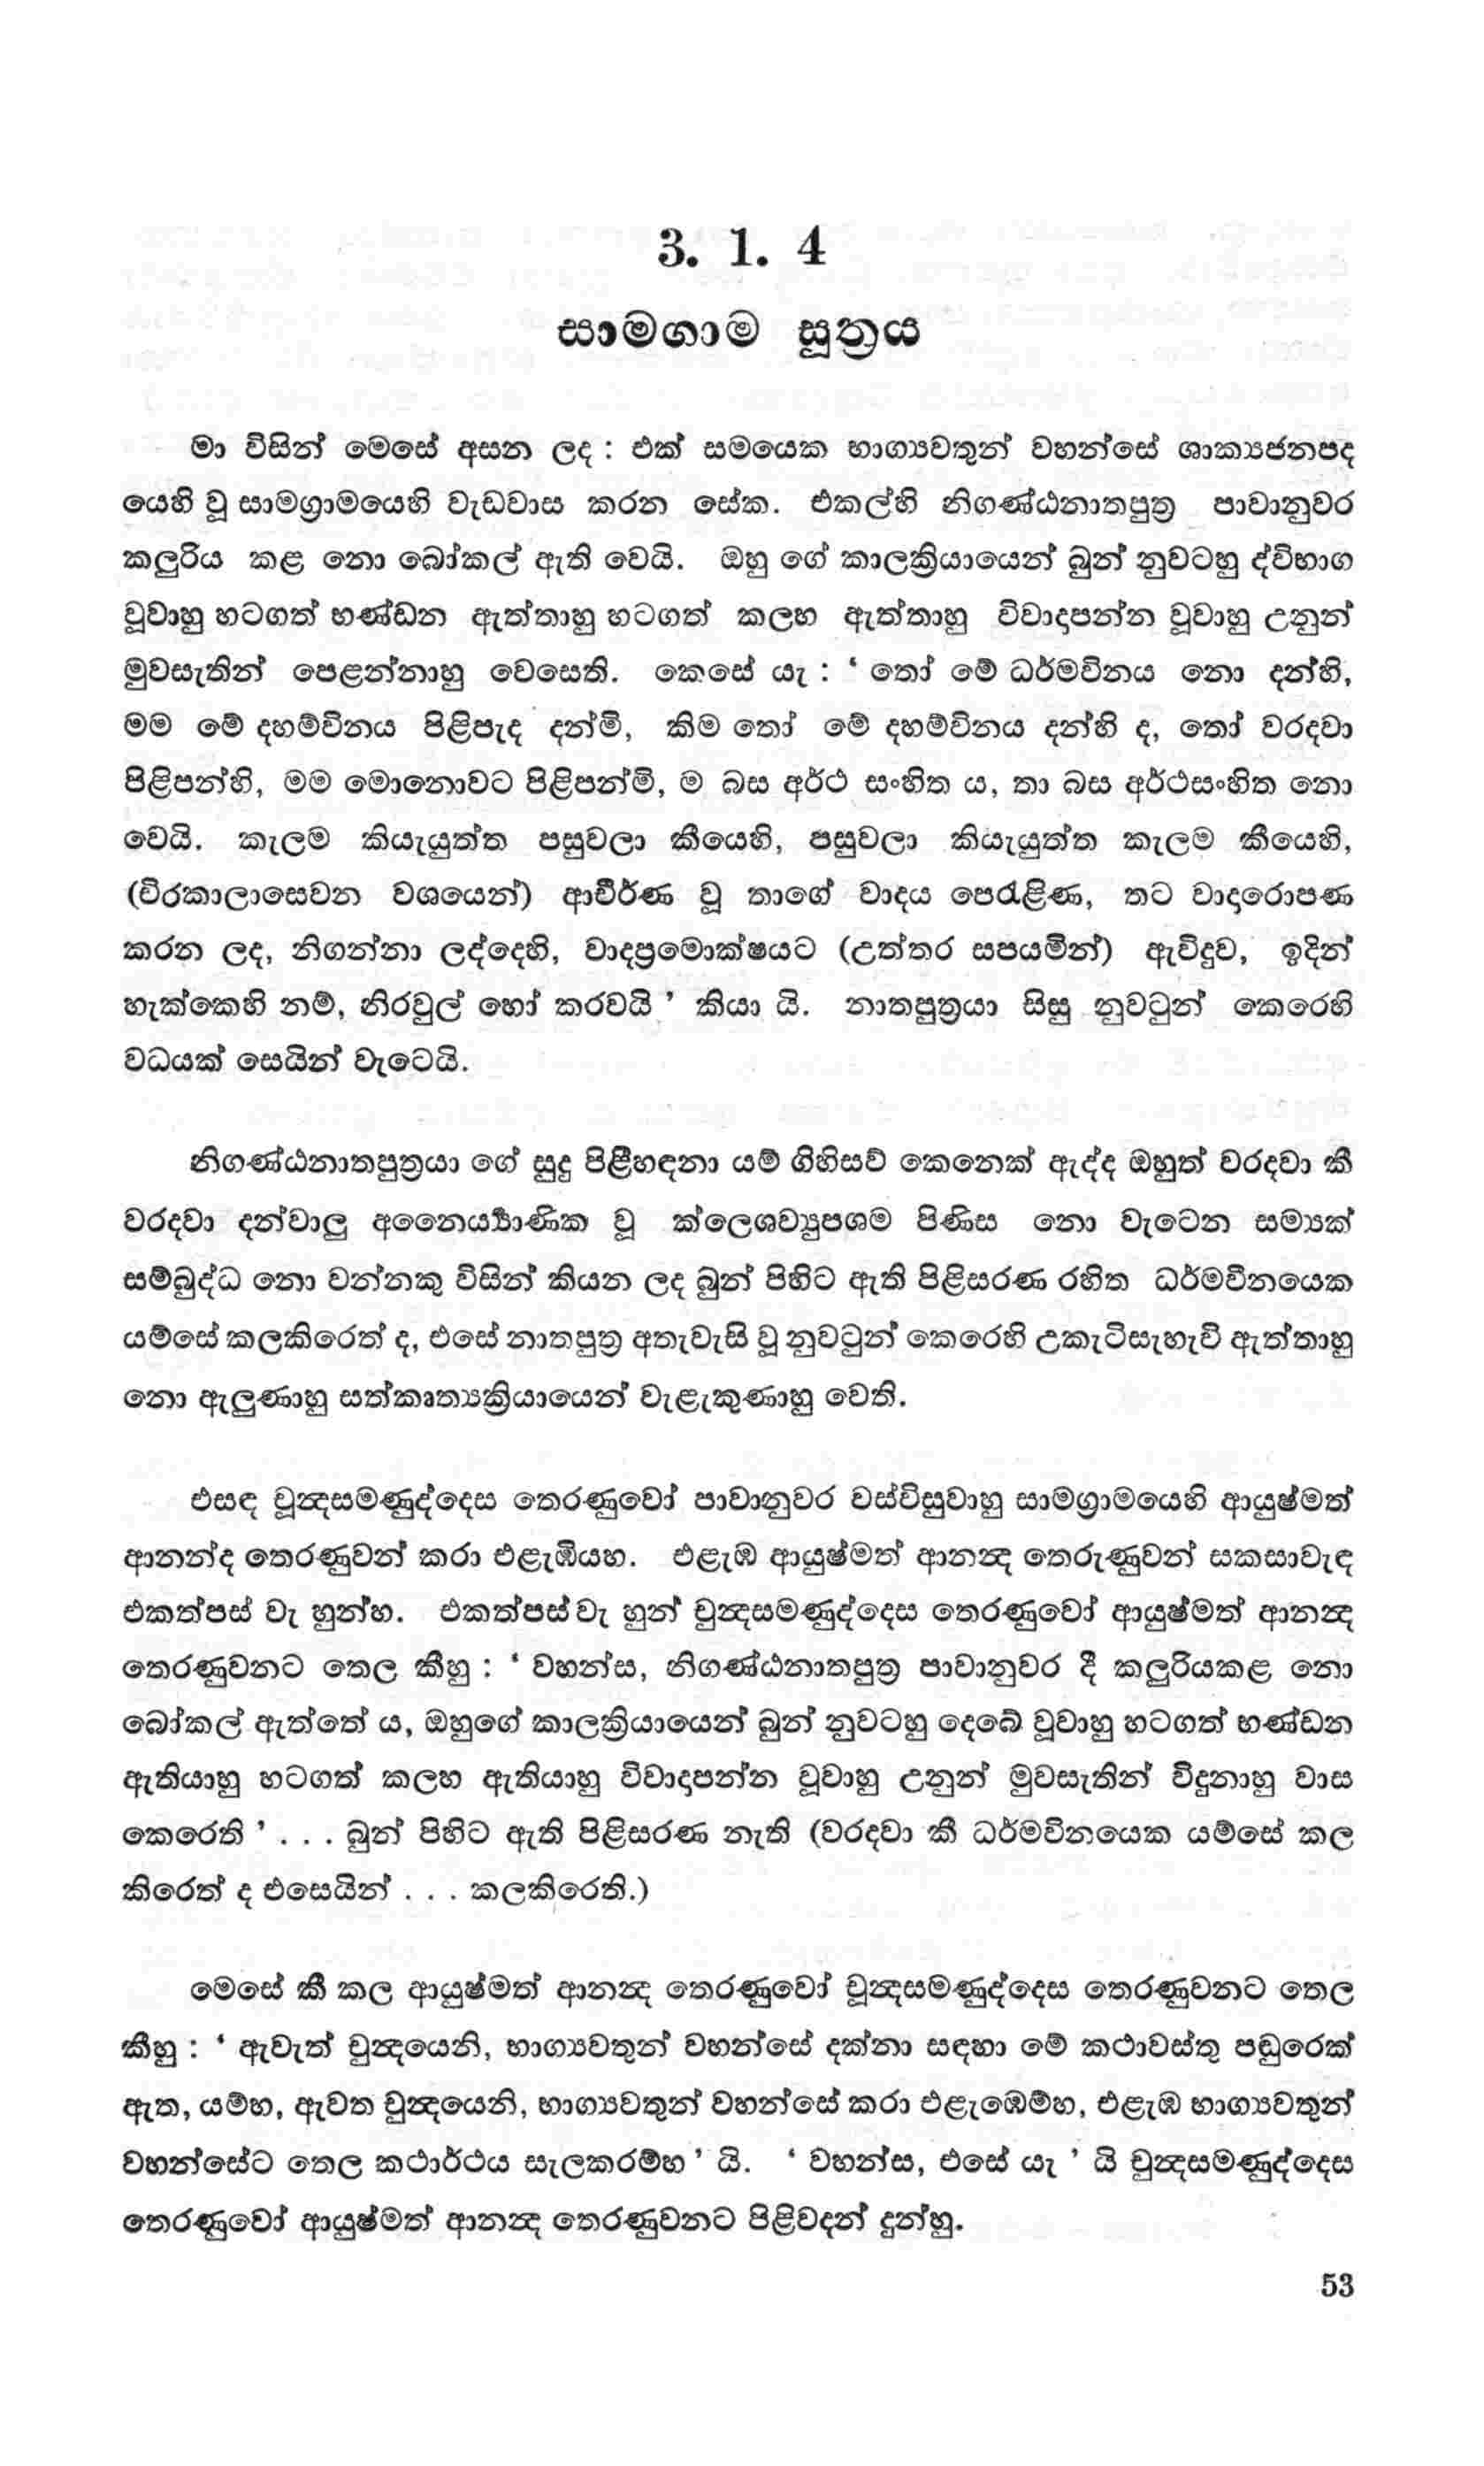 3. 1. 4
සාමගාම සූත්‍රය
මා විසින් මෙසේ අසන ලද : එක් සමයෙක භාග්‍යවතුන් වහන්සේ ශාක්‍යජනපද
යෙහි වූ සාමග්‍රාමයෙහි වැඩවාස කරන සේක. එකල්හි නිගණ්ඨනාතපුත්‍ර පාවානුවර
කලුරිය කළ නො බෝකල් ඇති වෙයි. ඔහු ගේ කාලක්‍රියායෙන් බුන් නුවටහු ද්විභාග
වූවාහු හටගත් භණ්ඩන ඇත්තාහු හටගත් කලහ ඇත්තාහු විවාදාපන්න වූවාහු උනුන්
මුවසැතින් පෙළන්නාහු වෙසෙති. කෙසේ යැ : ‘ තෝ මේ ධර්මවිනය නො දන්හි,
මම මේ දහම්විනය පිළිපැද දන්මි, කිම තෝ මේ දහම්විනය දන්හි ද, තෝ වරදවා
පිළිපන්හි, මම මොනොවට පිළිපන්මි, ම බස අර්ථ සංහිත ය, තා බස අර්ථසංහිත නො
වෙයි. කැලම කියැයුත්ත පසුවලා කීයෙහි, පසුවලා කියැයුත්ත කැලම කීයෙහි,
(චිරකාලාසෙවන වශයෙන්) ආචීර්ණ වූ තාගේ වාදය පෙරැළිණ, තට වාදාරොපණ
කරන ලද, නිගන්නා ලද්දෙහි, වාදප්‍රමොක්ෂයට (උත්තර සපයමින්) ඇවිදුව, ඉදින්
හැක්කෙහි නම්, නිරවුල් හෝ කරවයි ’ කියා යි. නාතපුත්‍රයා සිසු නුවටුන් කෙරෙහි
වධයක් සෙයින් වැටෙයි.
නිගණ්ඨනාතපුත්‍රයා ගේ සුදු පිළිහඳනා යම් ගිහිසව් කෙනෙක් ඇද්ද ඔහුත් වරදවා කී
වරදවා දන්වාලු අනෛර්‍ය්‍යාණික වූ ක්ලෙශව්‍යුපශම පිණිස නො වැටෙන සම්‍යක්
සම්බුද්ධ නො වන්නකු විසින් කියන ලද බුන් පිහිට ඇති පිළිසරණ රහිත ධර්මවිනයෙක
යම්සේ කලකිරෙත් ද, එසේ නාතපුත්‍ර අතැවැසි වූ නුවටුන් කෙරෙහි උකැටිසැහැවි ඇත්තාහු
නො ඇලුණාහු සත්කෘත්‍යක්‍රියායෙන් වැළැකුණාහු වෙති.
එසඳ චූන්‍දසමණුද්දෙස තෙරණුවෝ පාවානුවර වස්විසුවාහු සාමග්‍රාමයෙහි ආයුෂ්මත්
ආනන්ද තෙරණුවන් කරා එළැඹියහ. එළැඹ ආයුෂ්මත් ආනන්‍ද තෙරුණුවන් සකසාවැඳ
එකත්පස් වැ හුන්හ. එකත්පස් වැ හුන් චුන්‍දසමණුද්දෙස තෙරණුවෝ ආයුෂ්මත් ආනන්‍ද
තෙරණුවනට තෙල කීහු : ‘ වහන්ස, නිගණ්ඨනාතපුත්‍ර පාවානුවර දී කලුරියකළ නො
බෝකල් ඇත්තේ ය, ඔහුගේ කාලක්‍රියායෙන් බුන් නුවටහු දෙබේ වූවාහු හටගත් භණ්ඩන
ඇතියාහු හටගත් කලහ ඇතියාහු විවාදාපන්න වූවාහු උනුන් මුවසැතින් විදුනාහු වාස
කෙරෙති ’ . . . බුන් පිහිට ඇති පිළිසරණ නැති (වරදවා කී ධර්මවිනයෙක යම්සේ කල
කිරෙත් ද එසෙයින් . . . කලකිරෙති.)
මෙසේ කී කල ආයුෂ්මත් ආනන්‍ද තෙරණුවෝ චූන්‍දසමණුද්දෙස තෙරණුවනට තෙල
කීහු : ‘ ඇවැත් චුන්‍දයෙනි, භාග්‍යවතුන් වහන්සේ දක්නා සඳහා මේ කථාවස්තු පඬුරෙක්
ඇත, යම්හ, ඇවත චුන්‍දයෙනි, භාග්‍යවතුන් වහන්සේ කරා එළැඹෙම්හ, එළැඹ භාග්‍යවතුන්
වහන්සේට තෙල කථාර්ථය සැලකරම්හ ’ යි. ‘ වහන්ස, එසේ යැ ’ යි චුන්‍දසමණුද්දෙස
තෙරණුවෝ ආයුෂ්මත් ආනන්‍ද තෙරණුවනට පිළිවදන් දුන්හු.
53